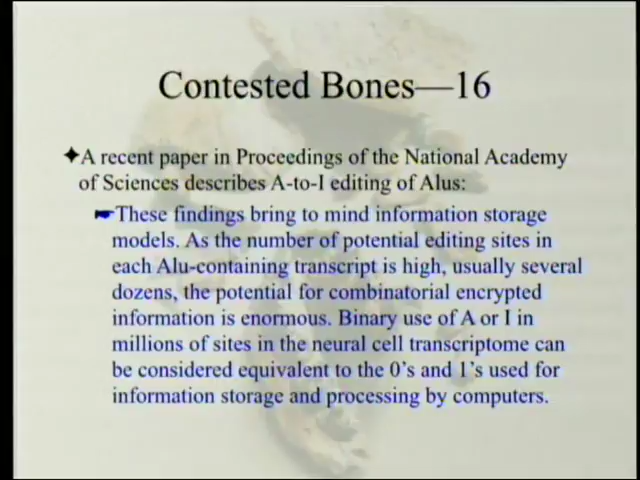 Contested Bones—16
✦A recent paper in Proceedings of the National Academy
of Sciences describes A-to-I editing of Alus:
☛These findings bring to mind information storage
models. As the number of potential editing sites in
each Alu-containing transcript is high, usually several
dozens, the potential for combinatorial encrypted
information is enormous. Binary use of A or I in
millions of sites in the neural cell transcriptome can
be considered equivalent to the 0's and 1's used for
information storage and processing by computers.